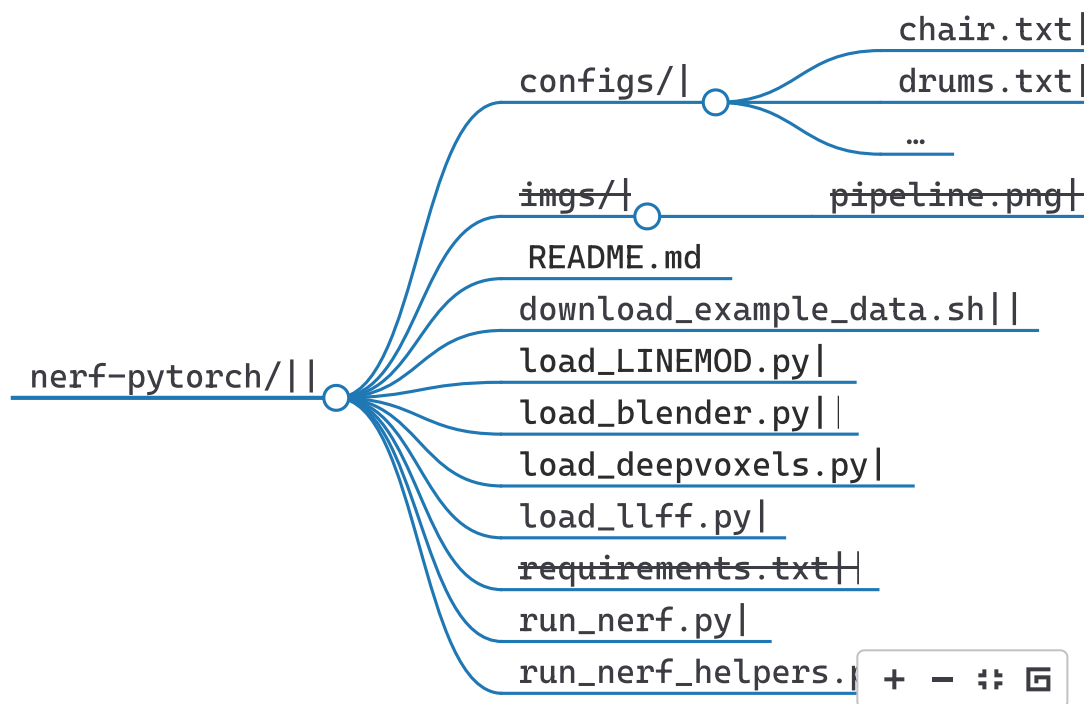 chair.txt|
configs/|
drums.txt|
…
imgs/|
pipeline.png|
README.md
download_example_data.sh||
load_LINEMOD.py|
nerf-pytorch/||
load_blender.py||
load_deepvoxels.py|
load_llff.py|
requirements.txt||
run_nerf.py|
run_nerf_helpers.p